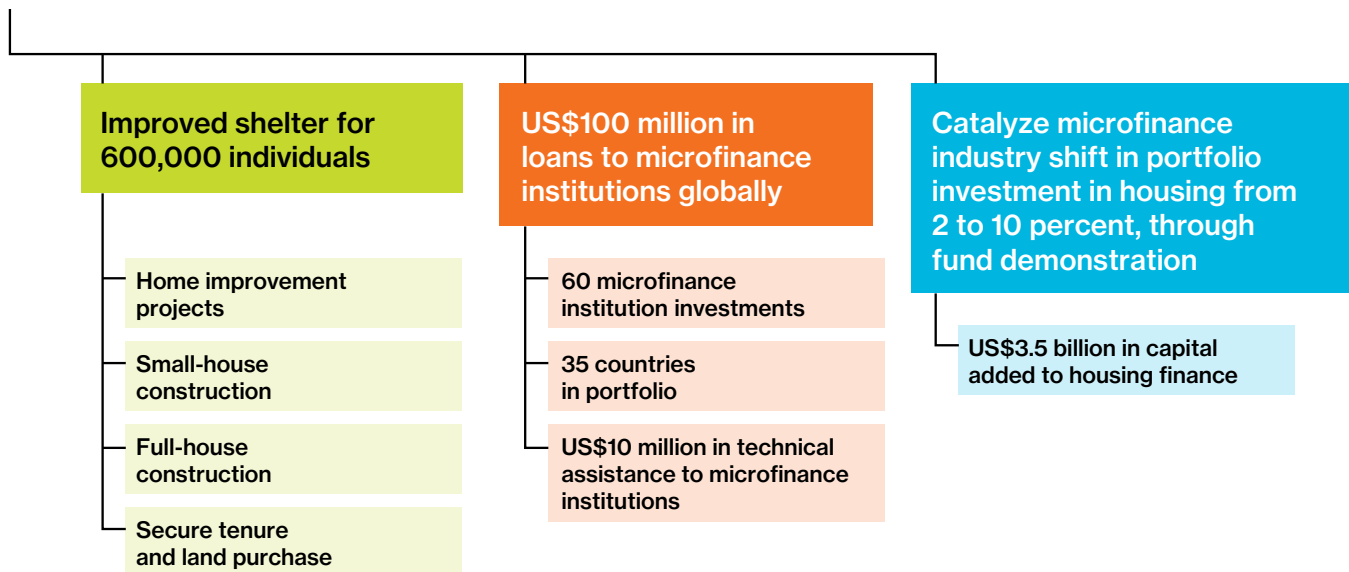 Improved shelter for
600,000 individuals
Home improvement
projects
Small-house
construction
Full-house
construction
Secure tenure
and land purchase
US$100 million in
loans to microfinance
institutions globally
60 microfinance
institution investments
35 countries
in portfolio
US$10 million in technical
assistance to microfinance
institutions
Catalyze microfinance
industry shift in portfolio
investment in housing from
2 to 10 percent, through
fund demonstration
US$3.5 billion in capital
added to housing finance